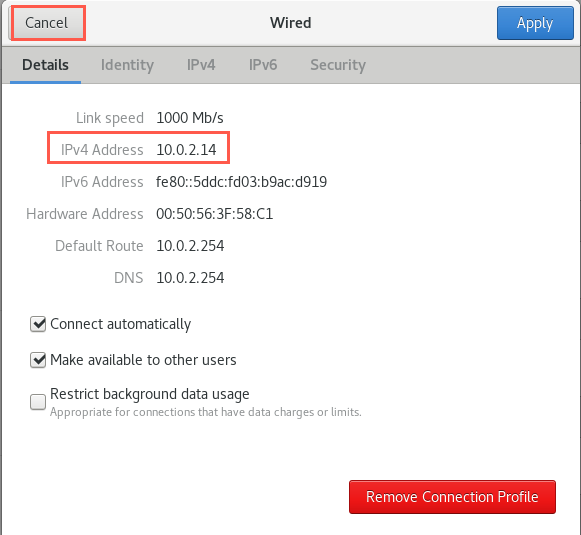 Cancel Wired Apply
Details Identity IPv4 IPv6 Security
Link speed 1000 Mb/s
IPv4 Address 10.0.2.14
IPv6 Address fe80::5ddc:fd03:b9ac:d919
Hardware Address 00:50:56:3F:58:C1
Default Route 10.0.2.254
DNS 10.0.2.254
Connect automatically
Make available to other users
Restrict background data usage
Appropriate for connections that have data charges or limits.
Remove Connection Profile